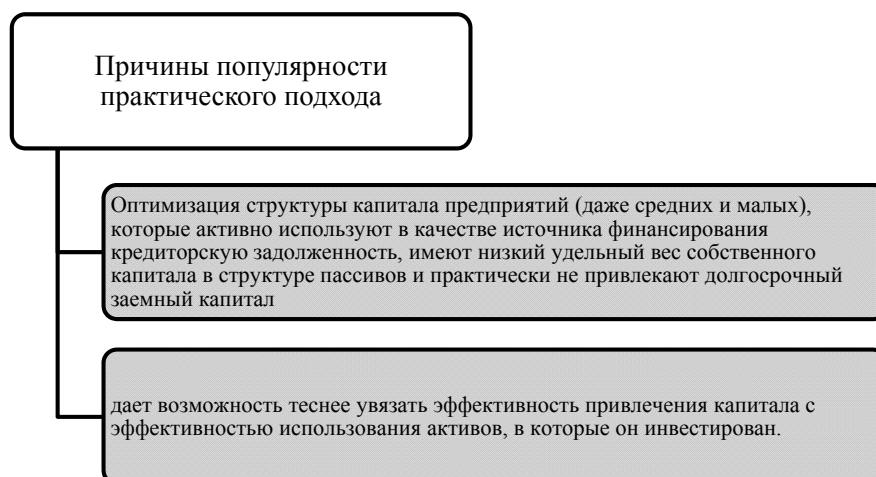 Причины популярности
практического подхода
Оптимизация структуры капитала предприятий (даже средних и малых),
которые активно используют в качестве источника финансирования
кредиторскую задолженность, имеют низкий удельный вес собственного
капитала в структуре пассивов и практически не привлекают долгосрочный
заемный капитал
дает возможность теснее увязать эффективность привлечения капитала с
эффективностью использования активов, в которые он инвестирован.